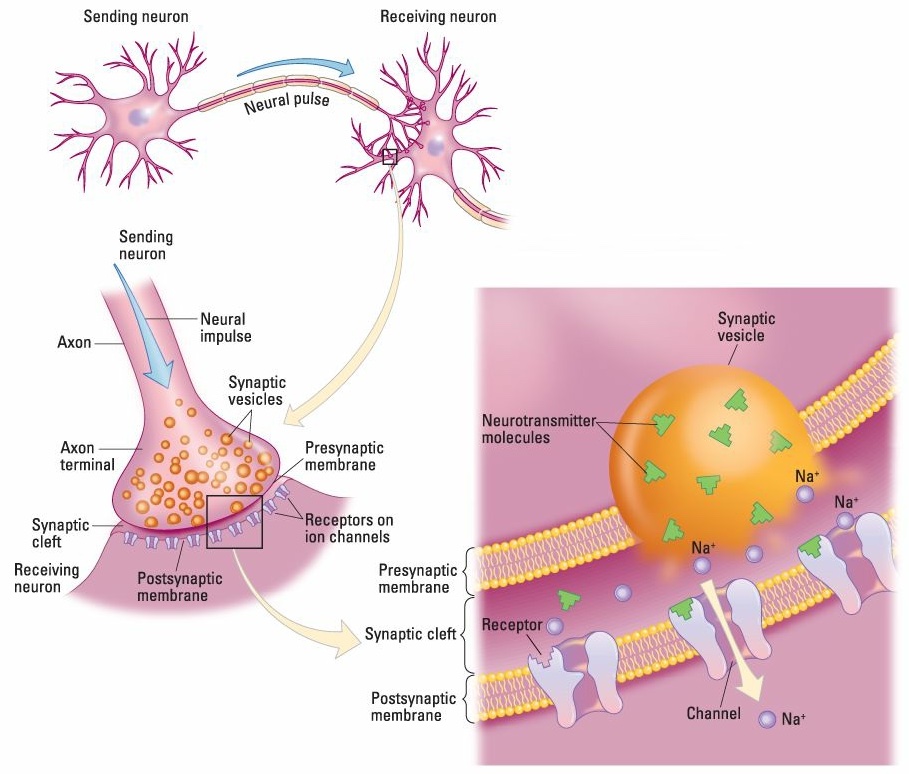 Sending neuron
Receiving neuron
Neural pulse
Sending
neuron
Neural
impulse
Axon
Synaptic
vesicles
Axon
terminal
Presynaptic
membrane
Synaptic
cleft
Receptors on
ion channels
Receiving
neuron
Postsynaptic
membrane
Synaptic
vesicle
Neurotransmitter
molecules
Na⁺
Na⁺
Na⁺
Presynaptic
membrane
Synaptic cleft
Receptor
Postsynaptic
membrane
Channel
Na⁺